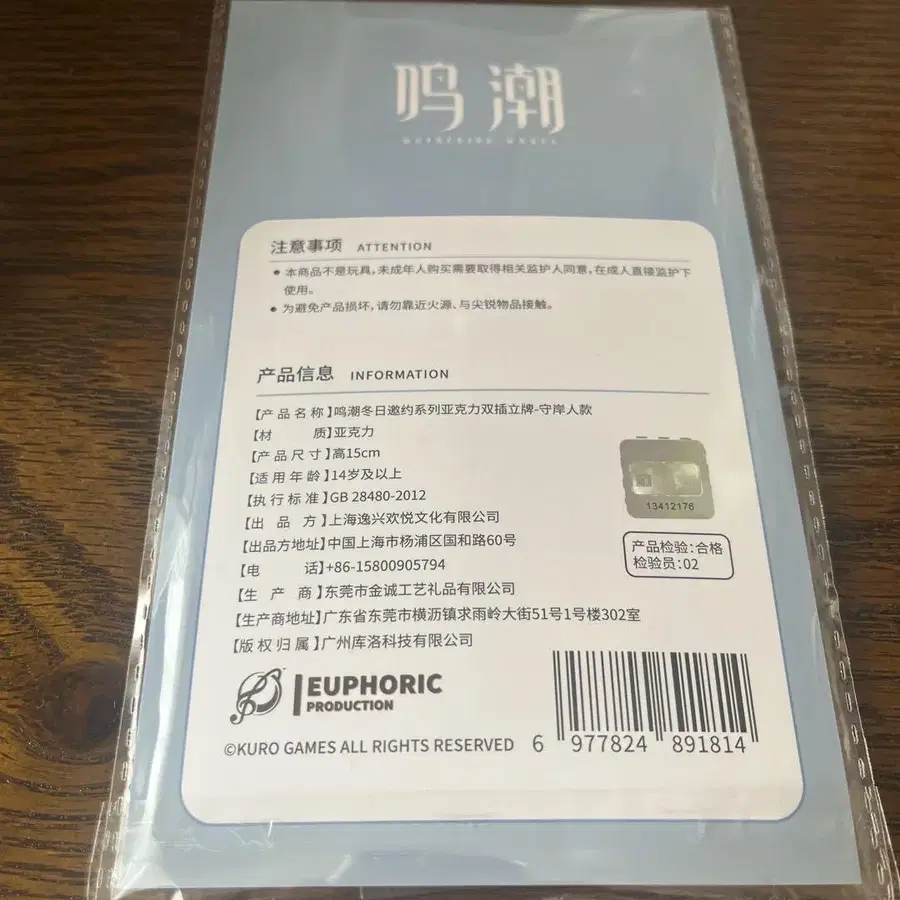 鸣潮
WUTHERING WAVES
注意事项 ATTENTION
● 本商品不是玩具，未成年人购买需要取得相关监护人同意，在成人直接监护下
使用。
● 为避免产品损坏，请勿靠近火源、与尖锐物品接触。
产品信息 INFORMATION
【产品名称】鸣潮冬日邀约系列亚克力双插立牌-守岸人款
【材 质】亚克力
【产品尺寸】高15cm
【适用年龄】14岁及以上
【执行标准】GB 28480-2012
【出 品 方】上海逸兴欢悦文化有限公司
【出品方地址】中国上海市杨浦区国和路60号
【电 话】+86-15800905794
【生 产 商】东莞市金诚工艺礼品有限公司
【生产商地址】广东省东莞市横沥镇求雨岭大街51号1号楼302室
【版权归属】广州库洛科技有限公司
13412176
产品检验:合格
检验员:02
EUPHORIC
PRODUCTION
©KURO GAMES ALL RIGHTS RESERVED
6 977824 891814